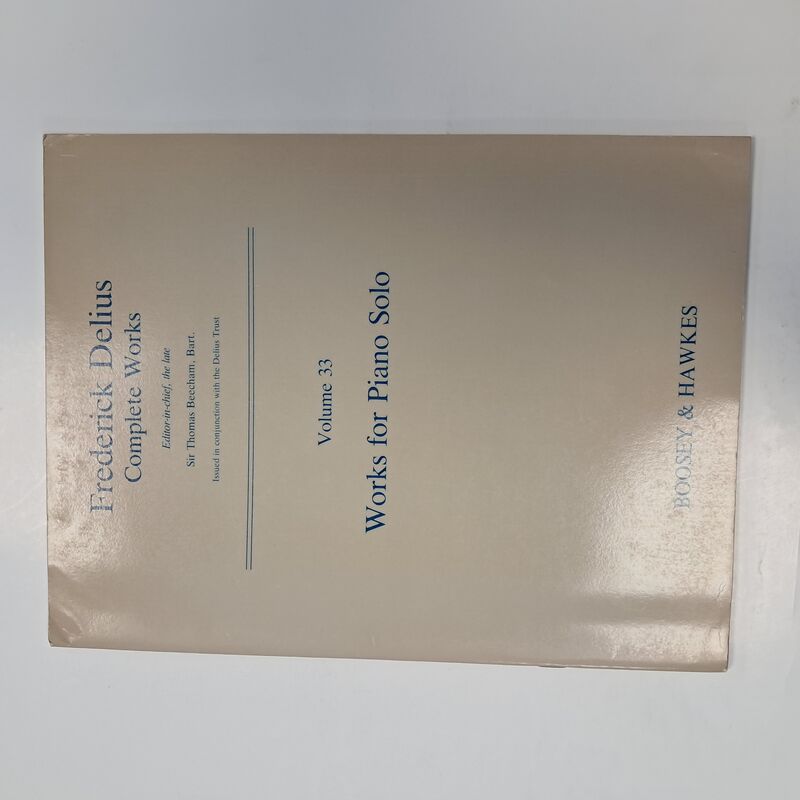 Frederick Delius
Complete Works
Editor-in-chief, the late
Sir Thomas Beecham, Bart.
Issued in conjunction with the Delius Trust
Volume 33
Works for Piano Solo
BOOSEY & HAWKES